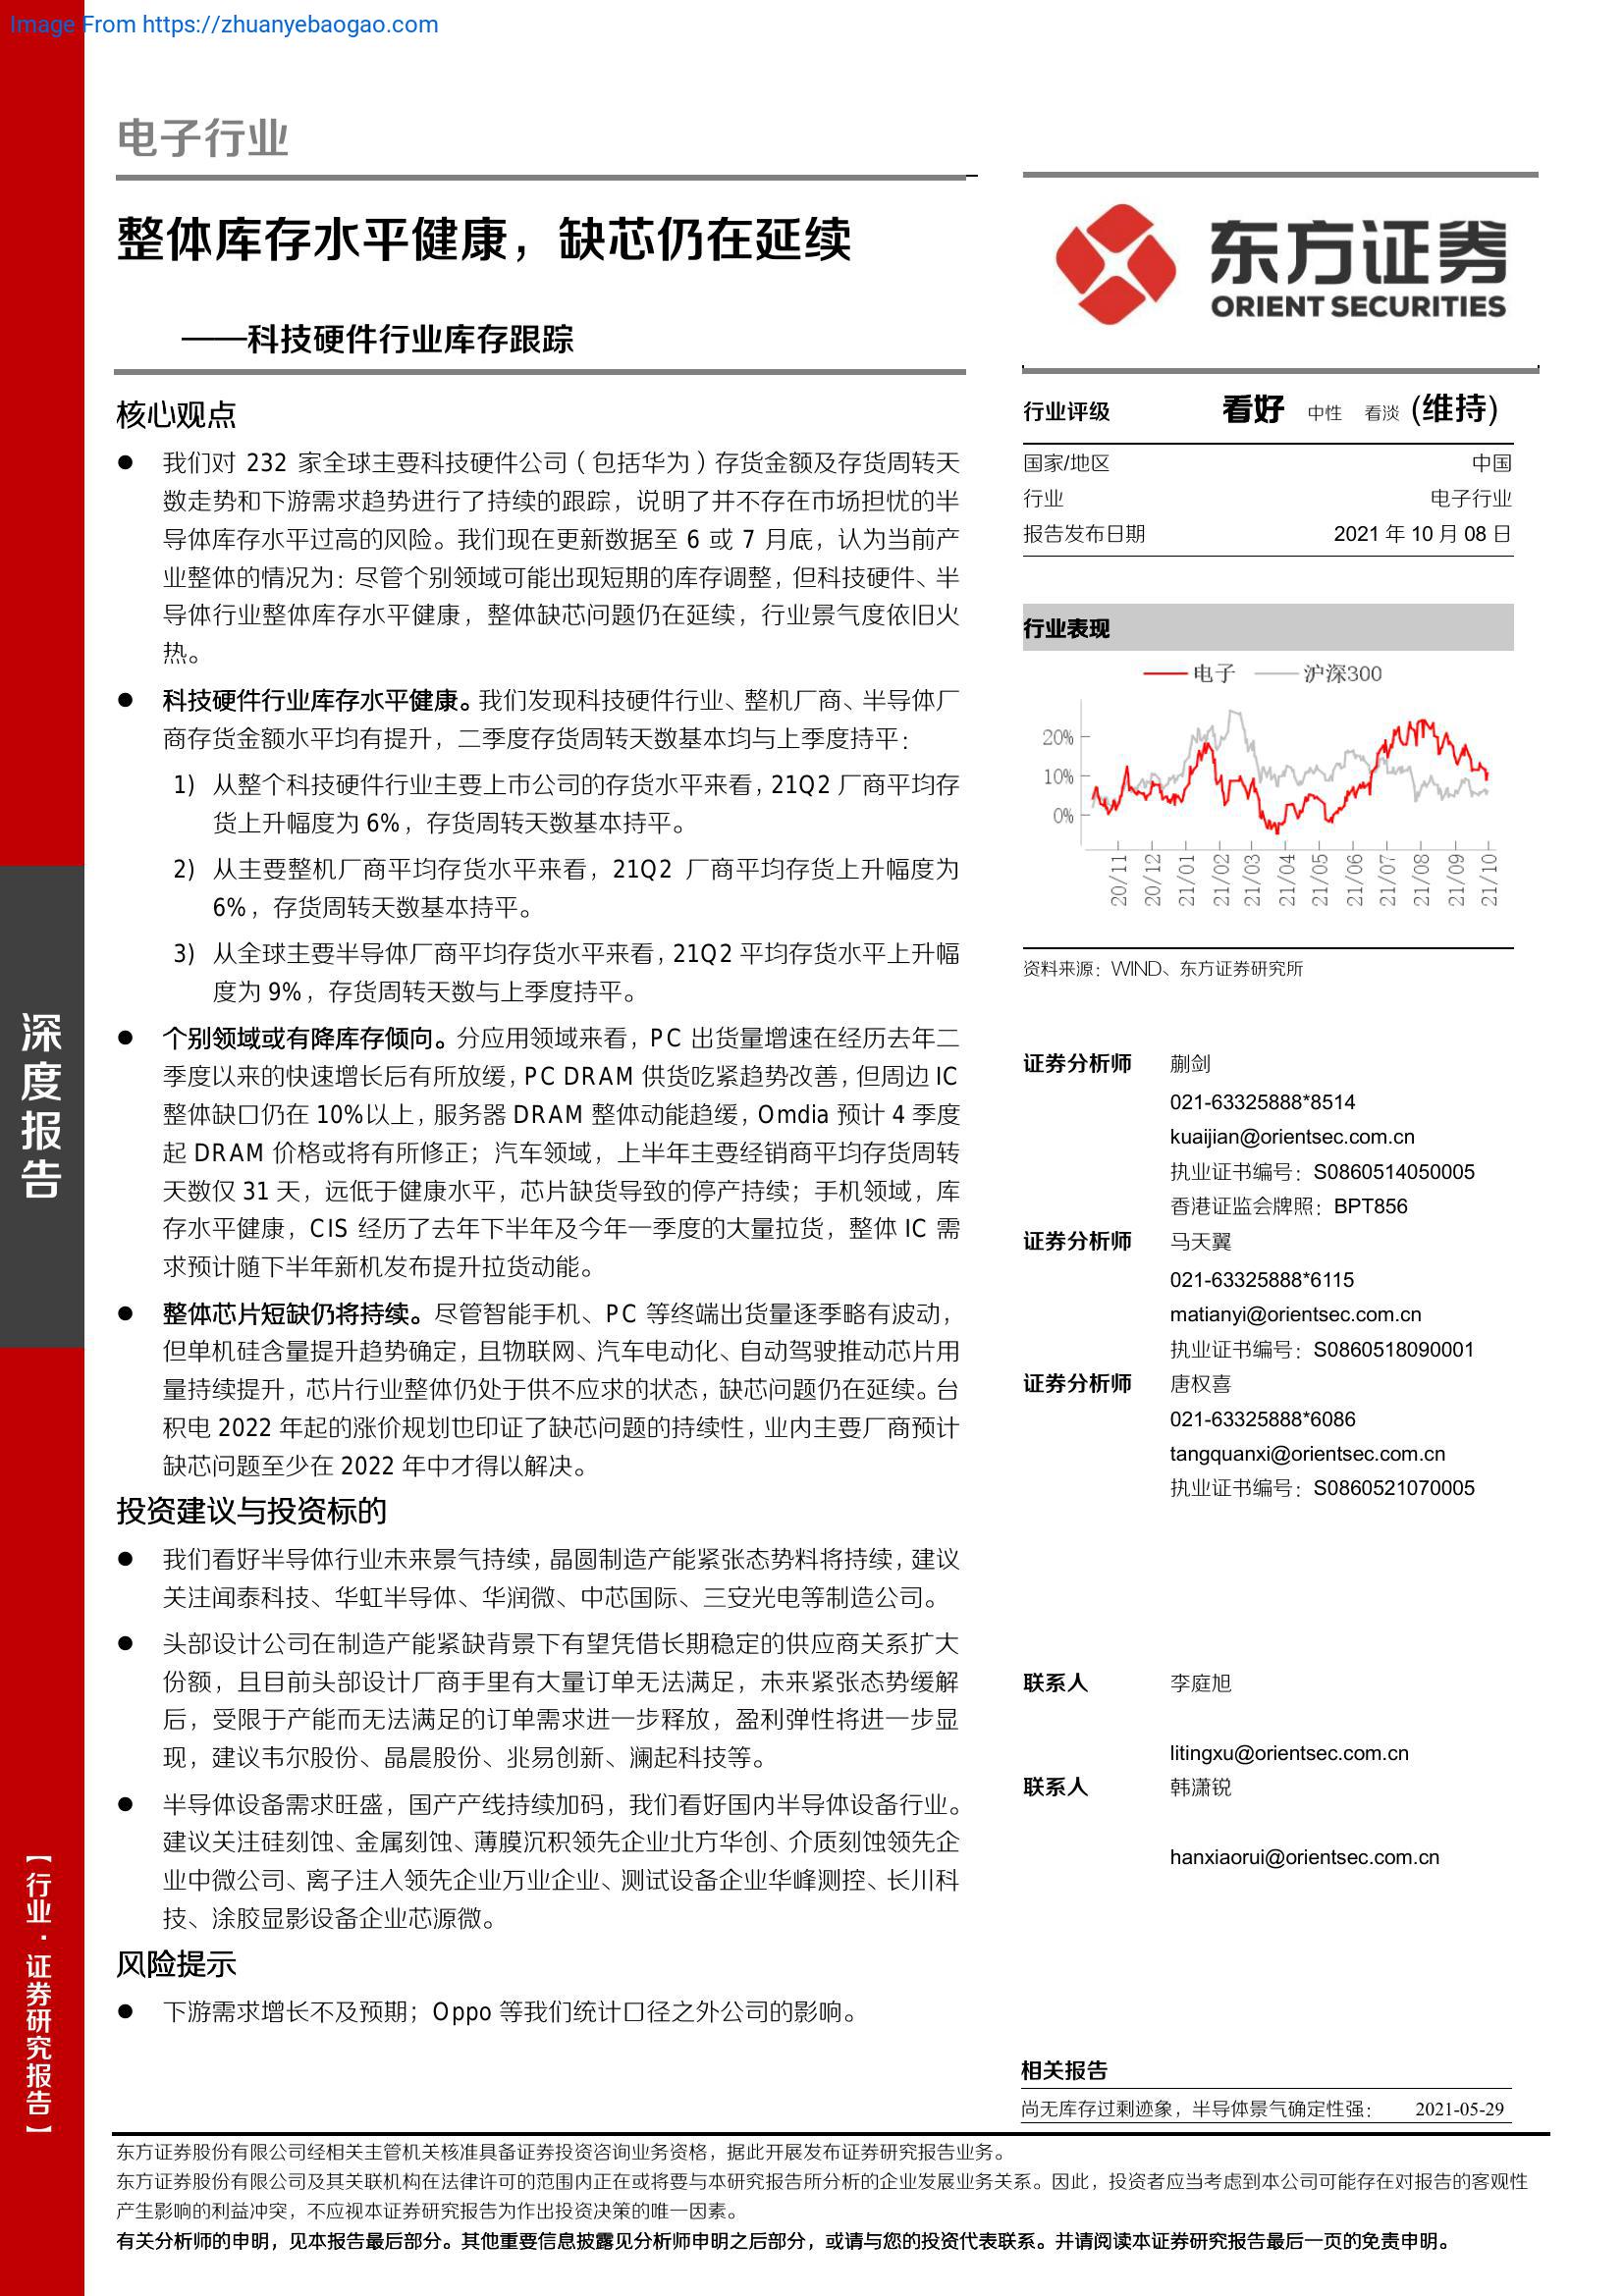 Image From https://zhuanyebaogao.com
电子行业
整体库存水平健康，缺芯仍在延续
——科技硬件行业库存跟踪
核心观点
● 我们对 232 家全球主要科技硬件公司（包括华为）存货金额及存货周转天
数走势和下游需求趋势进行了持续的跟踪，说明了并不存在市场担忧的半
导体库存水平过高的风险。我们现在更新数据至 6 或 7 月底，认为当前产
业整体的情况为：尽管个别领域可能出现短期的库存调整，但科技硬件、半
导体行业整体库存水平健康，整体缺芯问题仍在延续，行业景气度依旧火
热。
● 科技硬件行业库存水平健康。我们发现科技硬件行业、整机厂商、半导体厂
商存货金额水平均有提升，二季度存货周转天数基本均与上季度持平：
1) 从整个科技硬件行业主要上市公司的存货水平来看，21Q2 厂商平均存
货上升幅度为 6%，存货周转天数基本持平。
2) 从主要整机厂商平均存货水平来看，21Q2 厂商平均存货上升幅度为
6%，存货周转天数基本持平。
3) 从全球主要半导体厂商平均存货水平来看，21Q2 平均存货水平上升幅
度为 9%，存货周转天数与上季度持平。
● 个别领域或有降库存倾向。分应用领域来看，PC 出货量增速在经历去年二
季度以来的快速增长后有所放缓，PC DRAM 供货吃紧趋势改善，但周边 IC
整体缺口仍在 10%以上，服务器 DRAM 整体动能趋缓，Omdia 预计 4 季度
起 DRAM 价格或将有所修正；汽车领域，上半年主要经销商平均存货周转
天数仅 31 天，远低于健康水平，芯片缺货导致的停产持续；手机领域，库
存水平健康，CIS 经历了去年下半年及今年一季度的大量拉货，整体 IC 需
求预计随下半年新机发布提升拉货动能。
● 整体芯片短缺仍将持续。尽管智能手机、PC 等终端出货量逐季略有波动，
但单机硅含量提升趋势确定，且物联网、汽车电动化、自动驾驶推动芯片用
量持续提升，芯片行业整体仍处于供不应求的状态，缺芯问题仍在延续。台
积电 2022 年起的涨价规划也印证了缺芯问题的持续性，业内主要厂商预计
缺芯问题至少在 2022 年中才得以解决。
投资建议与投资标的
● 我们看好半导体行业未来景气持续，晶圆制造产能紧张态势料将持续，建议
关注闻泰科技、华虹半导体、华润微、中芯国际、三安光电等制造公司。
● 头部设计公司在制造产能紧缺背景下有望凭借长期稳定的供应商关系扩大
份额，且目前头部设计厂商手里有大量订单无法满足，未来紧张态势缓解
后，受限于产能而无法满足的订单需求进一步释放，盈利弹性将进一步显
现，建议韦尔股份、晶晨股份、兆易创新、澜起科技等。
● 半导体设备需求旺盛，国产产线持续加码，我们看好国内半导体设备行业。
建议关注硅刻蚀、金属刻蚀、薄膜沉积领先企业北方华创、介质刻蚀领先企
业中微公司、离子注入领先企业万业企业、测试设备企业华峰测控、长川科
技、涂胶显影设备企业芯源微。
风险提示
● 下游需求增长不及预期；Oppo 等我们统计口径之外公司的影响。
东方证券
ORIENT SECURITIES
行业评级 看好 中性 看淡 (维持)
国家/地区 中国
行业 电子行业
报告发布日期 2021 年 10 月 08 日
行业表现
电子 沪深300
20%
10%
0%
20/11 20/12 21/01 21/02 21/03 21/04 21/05 21/06 21/07 21/08 21/09 21/10
资料来源：WIND、东方证券研究所
证券分析师 蒯剑
021-63325888*8514
kuaijian@orientsec.com.cn
执业证书编号：S0860514050005
香港证监会牌照：BPT856
证券分析师 马天翼
021-63325888*6115
matianyi@orientsec.com.cn
执业证书编号：S0860518090001
证券分析师 唐权喜
021-63325888*6086
tangquanxi@orientsec.com.cn
执业证书编号：S0860521070005
联系人 李庭旭
litingxu@orientsec.com.cn
联系人 韩潇锐
hanxiaorui@orientsec.com.cn
相关报告
尚无库存过剩迹象，半导体景气确定性强： 2021-05-29
深度报告
【行业·证券研究报告】
东方证券股份有限公司经相关主管机关核准具备证券投资咨询业务资格，据此开展发布证券研究报告业务。
东方证券股份有限公司及其关联机构在法律许可的范围内正在或将要与本研究报告所分析的企业发展业务关系。因此，投资者应当考虑到本公司可能存在对报告的客观性
产生影响的利益冲突，不应视本证券研究报告为作出投资决策的唯一因素。
有关分析师的申明，见本报告最后部分。其他重要信息披露见分析师申明之后部分，或请与您的投资代表联系。并请阅读本证券研究报告最后一页的免责申明。